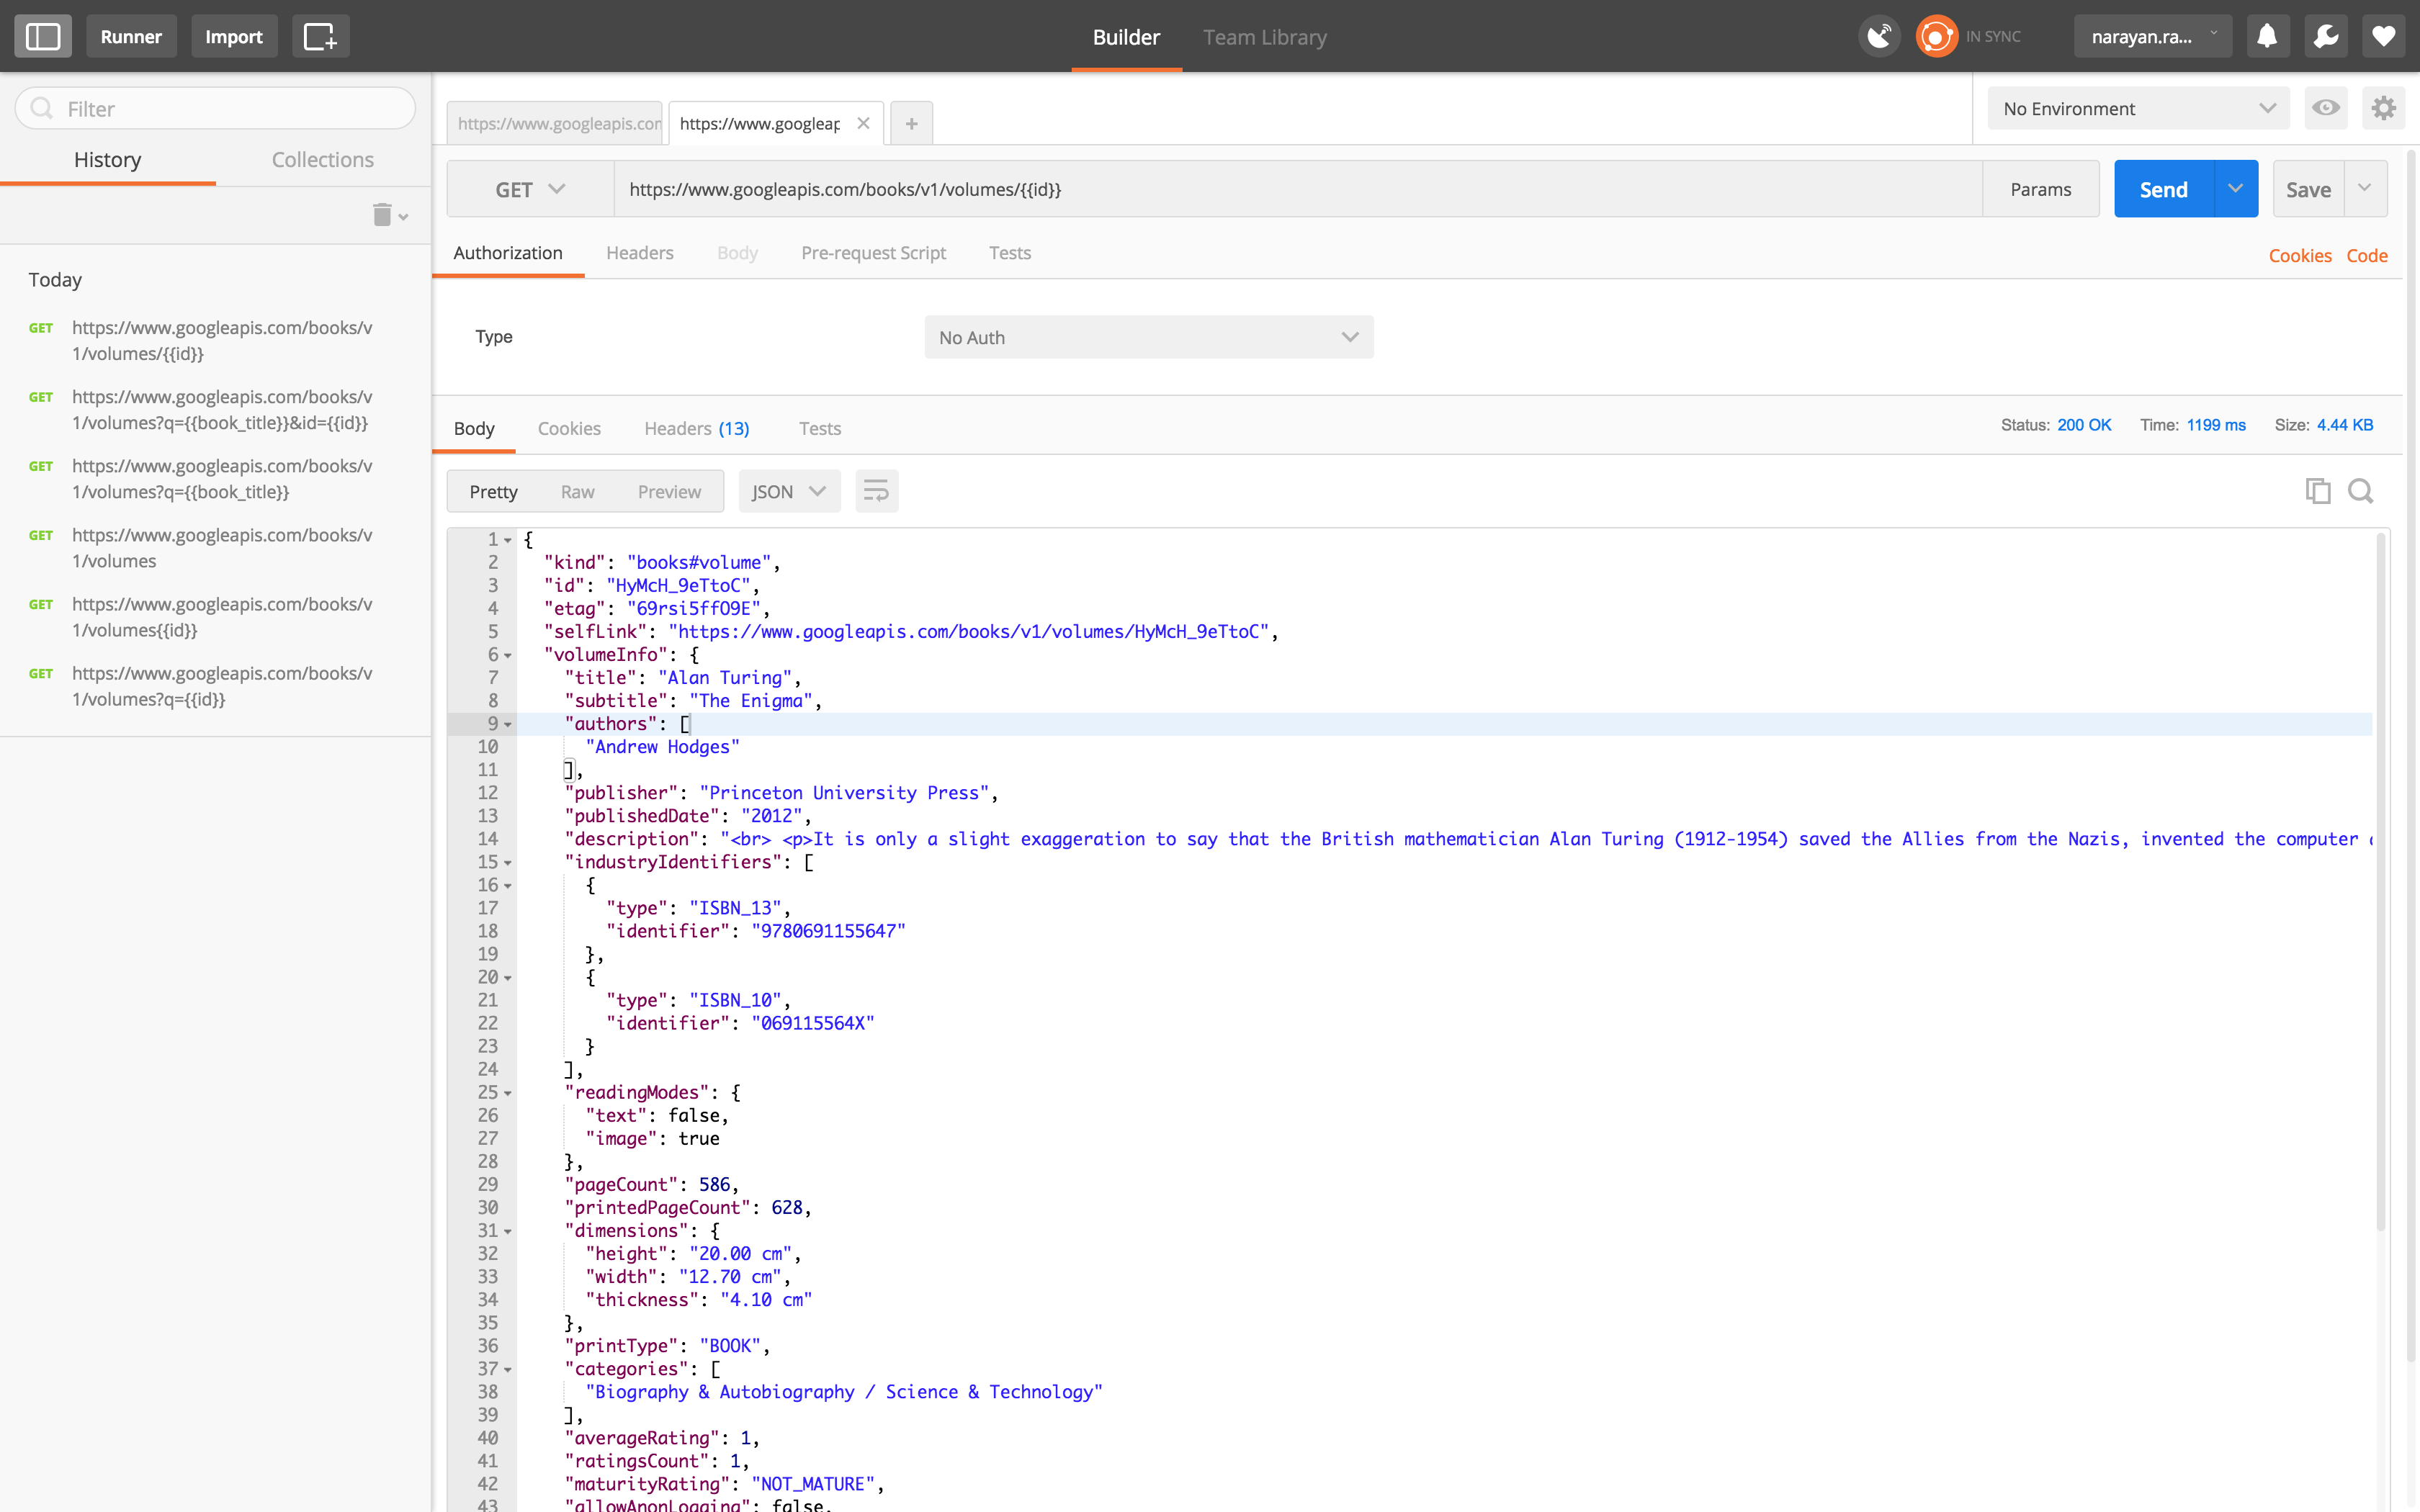 Runner
Import
Builder
Team Library
IN SYNC
narayan.ra...
Filter
History
Collections
Today
GET https://www.googleapis.com/books/v
1/volumes/{{id}}
GET https://www.googleapis.com/books/v
1/volumes?q={{book_title}}&id={{id}}
GET https://www.googleapis.com/books/v
1/volumes?q={{book_title}}
GET https://www.googleapis.com/books/v
1/volumes
GET https://www.googleapis.com/books/v
1/volumes{{id}}
GET https://www.googleapis.com/books/v
1/volumes?q={{id}}
https://www.googleapis.con
https://www.googleap
No Environment
GET
https://www.googleapis.com/books/v1/volumes/{{id}}
Params
Send
Save
Authorization
Headers
Body
Pre-request Script
Tests
Cookies
Code
Type
No Auth
Body
Cookies
Headers (13)
Tests
Status: 200 OK
Time: 1199 ms
Size: 4.44 KB
Pretty
Raw
Preview
JSON
1 {
2 "kind": "books#volume",
3 "id": "HyMcH_9eTtoC",
4 "etag": "69rsi5ffO9E",
5 "selfLink": "https://www.googleapis.com/books/v1/volumes/HyMcH_9eTtoC",
6 "volumeInfo": {
7 "title": "Alan Turing",
8 "subtitle": "The Enigma",
9 "authors": [
10 "Andrew Hodges"
11 ],
12 "publisher": "Princeton University Press",
13 "publishedDate": "2012",
14 "description": "<br> <p>It is only a slight exaggeration to say that the British mathematician Alan Turing (1912-1954) saved the Allies from the Nazis, invented the computer
15 "industryIdentifiers": [
16 {
17 "type": "ISBN_13",
18 "identifier": "9780691155647"
19 },
20 {
21 "type": "ISBN_10",
22 "identifier": "069115564X"
23 }
24 ],
25 "readingModes": {
26 "text": false,
27 "image": true
28 },
29 "pageCount": 586,
30 "printedPageCount": 628,
31 "dimensions": {
32 "height": "20.00 cm",
33 "width": "12.70 cm",
34 "thickness": "4.10 cm"
35 },
36 "printType": "BOOK",
37 "categories": [
38 "Biography & Autobiography / Science & Technology"
39 ],
40 "averageRating": 1,
41 "ratingsCount": 1,
42 "maturityRating": "NOT_MATURE",
43 "allowAnonLogging": false,